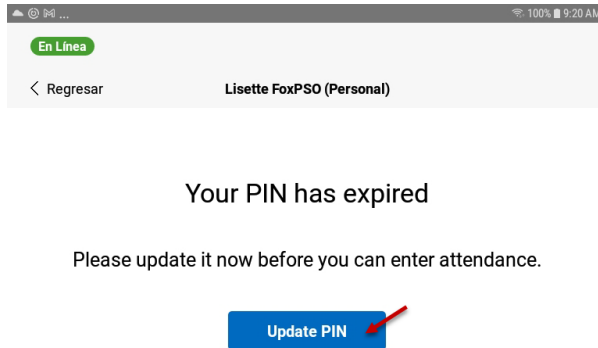 ... 100% 9:20 AM
En Línea
Regresar Lisette FoxPSO (Personal)
Your PIN has expired
Please update it now before you can enter attendance.
Update PIN